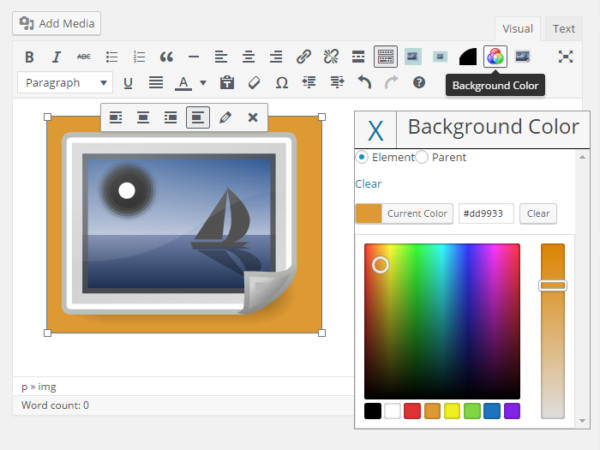 Add Media
Visual Text
B I ABC
Paragraph U A Ω ?
Background Color
X Background Color
Element Parent
Clear
Current Color #dd9933 Clear
p » img
Word count: 0